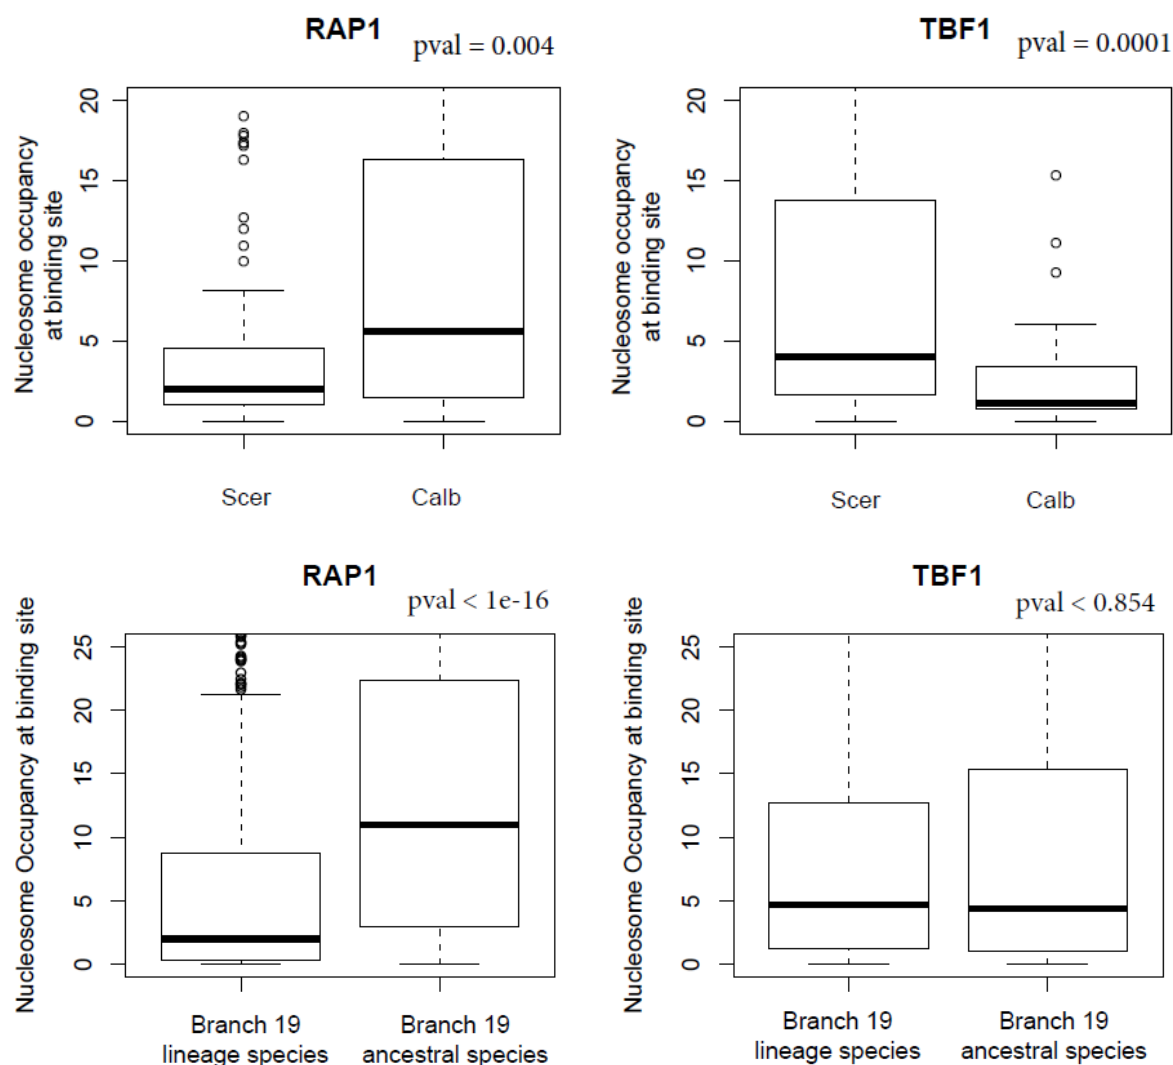 RAP1
pval = 0.004
Nucleosome occupancy
at binding site
20
15
10
5
0
Scer
Calb
TBF1
pval = 0.0001
Nucleosome occupancy
at binding site
20
15
10
5
0
Scer
Calb
RAP1
pval < 1e-16
Nucleosome Occupancy at binding site
25
20
15
10
5
0
Branch 19
lineage species
Branch 19
ancestral species
TBF1
pval < 0.854
Nucleosome Occupancy at binding site
25
20
15
10
5
0
Branch 19
lineage species
Branch 19
ancestral species